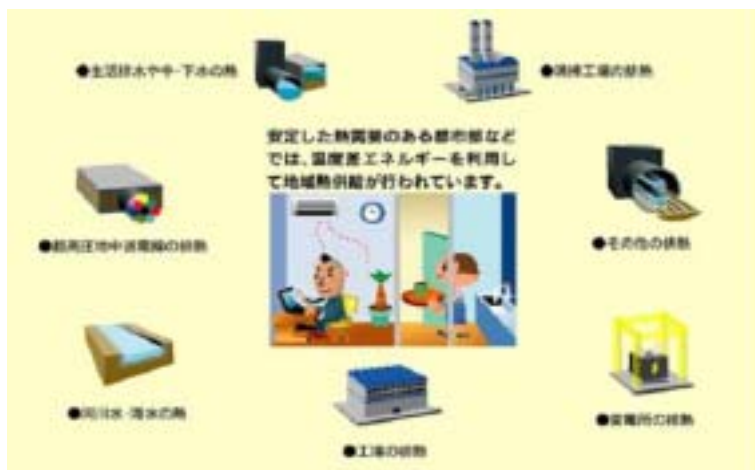 ●生活排水や中・下水の熱
●清掃工場の排熱
安定した熱需要のある都市部など
では、温度差エネルギーを利用し
て地域熱供給が行われています。
●超高圧地中送電線の排熱
●その他の排熱
●河川水・海水の熱
●変電所の排熱
●工場の排熱